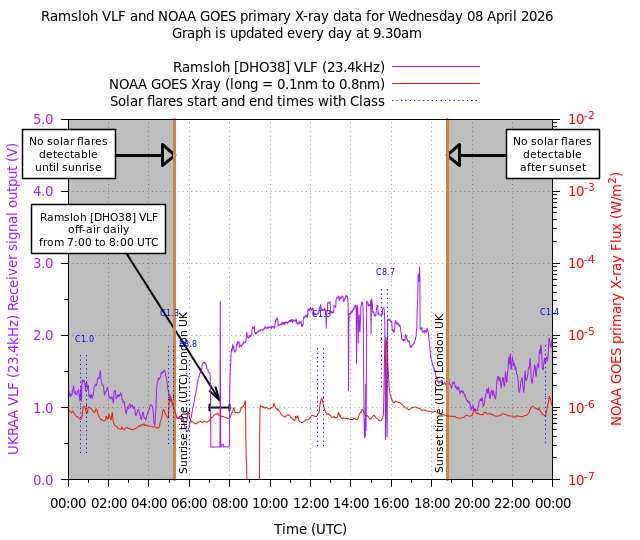 Ramsloh VLF and NOAA GOES primary X-ray data for Wednesday 08 April 2026
Graph is updated every day at 9.30am
Ramsloh [DHO38] VLF (23.4kHz)
NOAA GOES Xray (long = 0.1nm to 0.8nm)
Solar flares start and end times with Class
5.0
4.0
3.0
2.0
1.0
0.0
UKRAA VLF (23.4kHz) Receiver signal output (V)
No solar flares
detectable
until sunrise
Ramsloh [DHO38] VLF
off-air daily
from 7:00 to 8:00 UTC
No solar flares
detectable
after sunset
C1.0
C8.7
C1.4
Sunrise time (UTC) London UK
Sunset time (UTC) London UK
10-2
10-3
10-4
10-5
10-6
10-7
NOAA GOES primary X-ray Flux (W/m2)
00:00 02:00 04:00 06:00 08:00 10:00 12:00 14:00 16:00 18:00 20:00 22:00 00:00
Time (UTC)